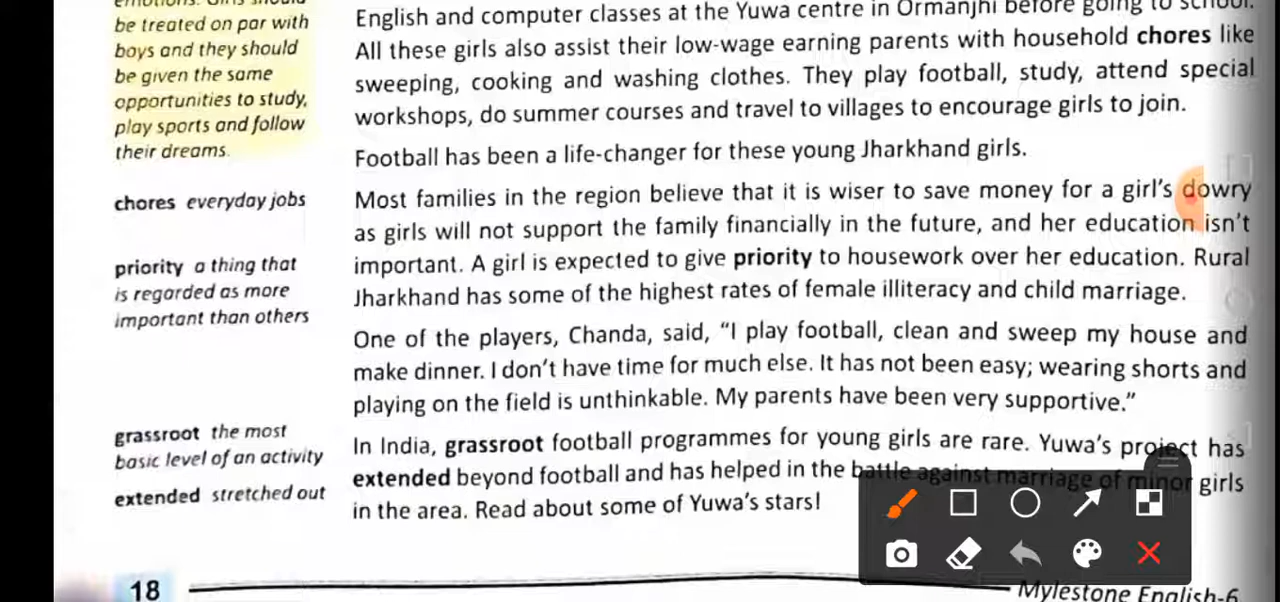 emotions. Girls should
be treated on par with
boys and they should
be given the same
opportunities to study,
play sports and follow
their dreams.
chores everyday jobs
priority a thing that
is regarded as more
important than others
grassroot the most
basic level of an activity
extended stretched out
English and computer classes at the Yuwa centre in Ormanjhi before going to school.
All these girls also assist their low-wage earning parents with household chores like
sweeping, cooking and washing clothes. They play football, study, attend special
workshops, do summer courses and travel to villages to encourage girls to join.
Football has been a life-changer for these young Jharkhand girls.
Most families in the region believe that it is wiser to save money for a girl's dowry
as girls will not support the family financially in the future, and her education isn't
important. A girl is expected to give priority to housework over her education. Rural
Jharkhand has some of the highest rates of female illiteracy and child marriage.
One of the players, Chanda, said, “I play football, clean and sweep my house and
make dinner. I don't have time for much else. It has not been easy; wearing shorts and
playing on the field is unthinkable. My parents have been very supportive.”
In India, grassroot football programmes for young girls are rare. Yuwa's project has
extended beyond football and has helped in the battle against marriage of minor girls
in the area. Read about some of Yuwa's stars!
18
Mylestone English-6